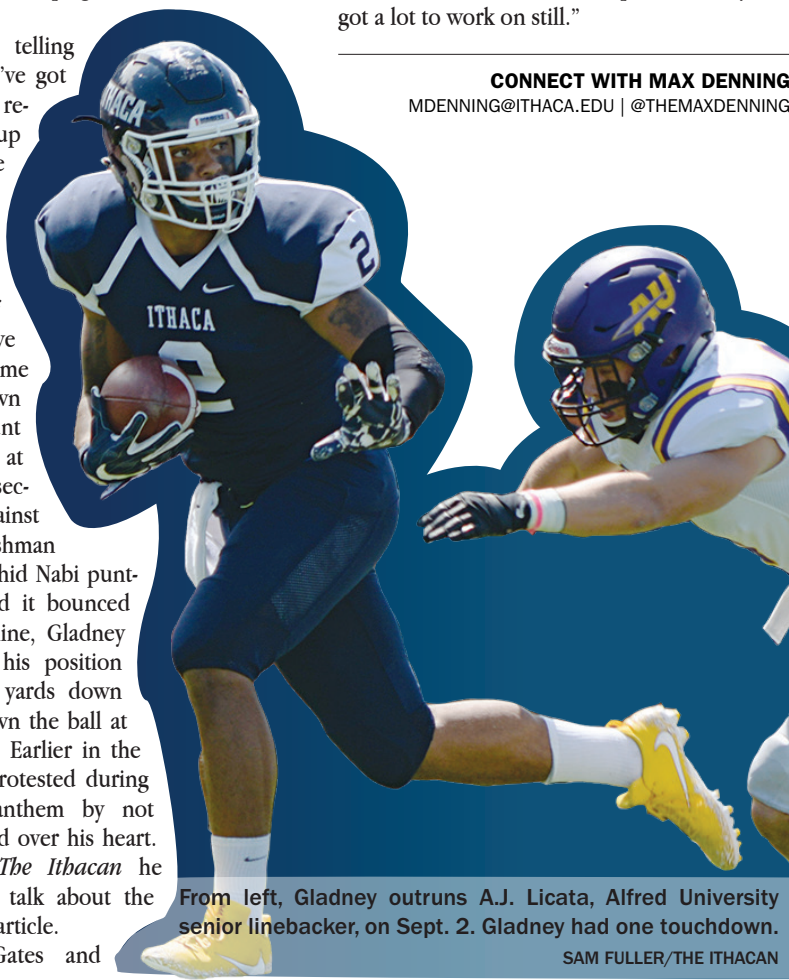 telling
’ve got
re-
up
e
ve
me
wn
nt
at
sec-
ainst
shman
hid Nabi punt-
d it bounced
ine, Gladney
his position
yards down
wn the ball at
Earlier in the
rotested during
anthem by not
d over his heart.
The Ithacan he
talk about the
article.
Gates and
got a lot to work on still.”
CONNECT WITH MAX DENNING
MDENNING@ITHACA.EDU | @THEMAXDENNING
ITHACA
2
2
ITHACA
2
AU
From left, Gladney outruns A.J. Licata, Alfred University
senior linebacker, on Sept. 2. Gladney had one touchdown.
SAM FULLER/THE ITHACAN